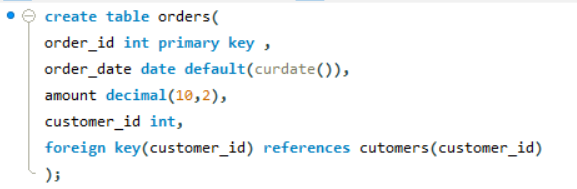 create table orders(
order_id int primary key ,
order_date date default(curdate()),
amount decimal(10,2),
customer_id int,
foreign key(customer_id) references cutomers(customer_id)
);